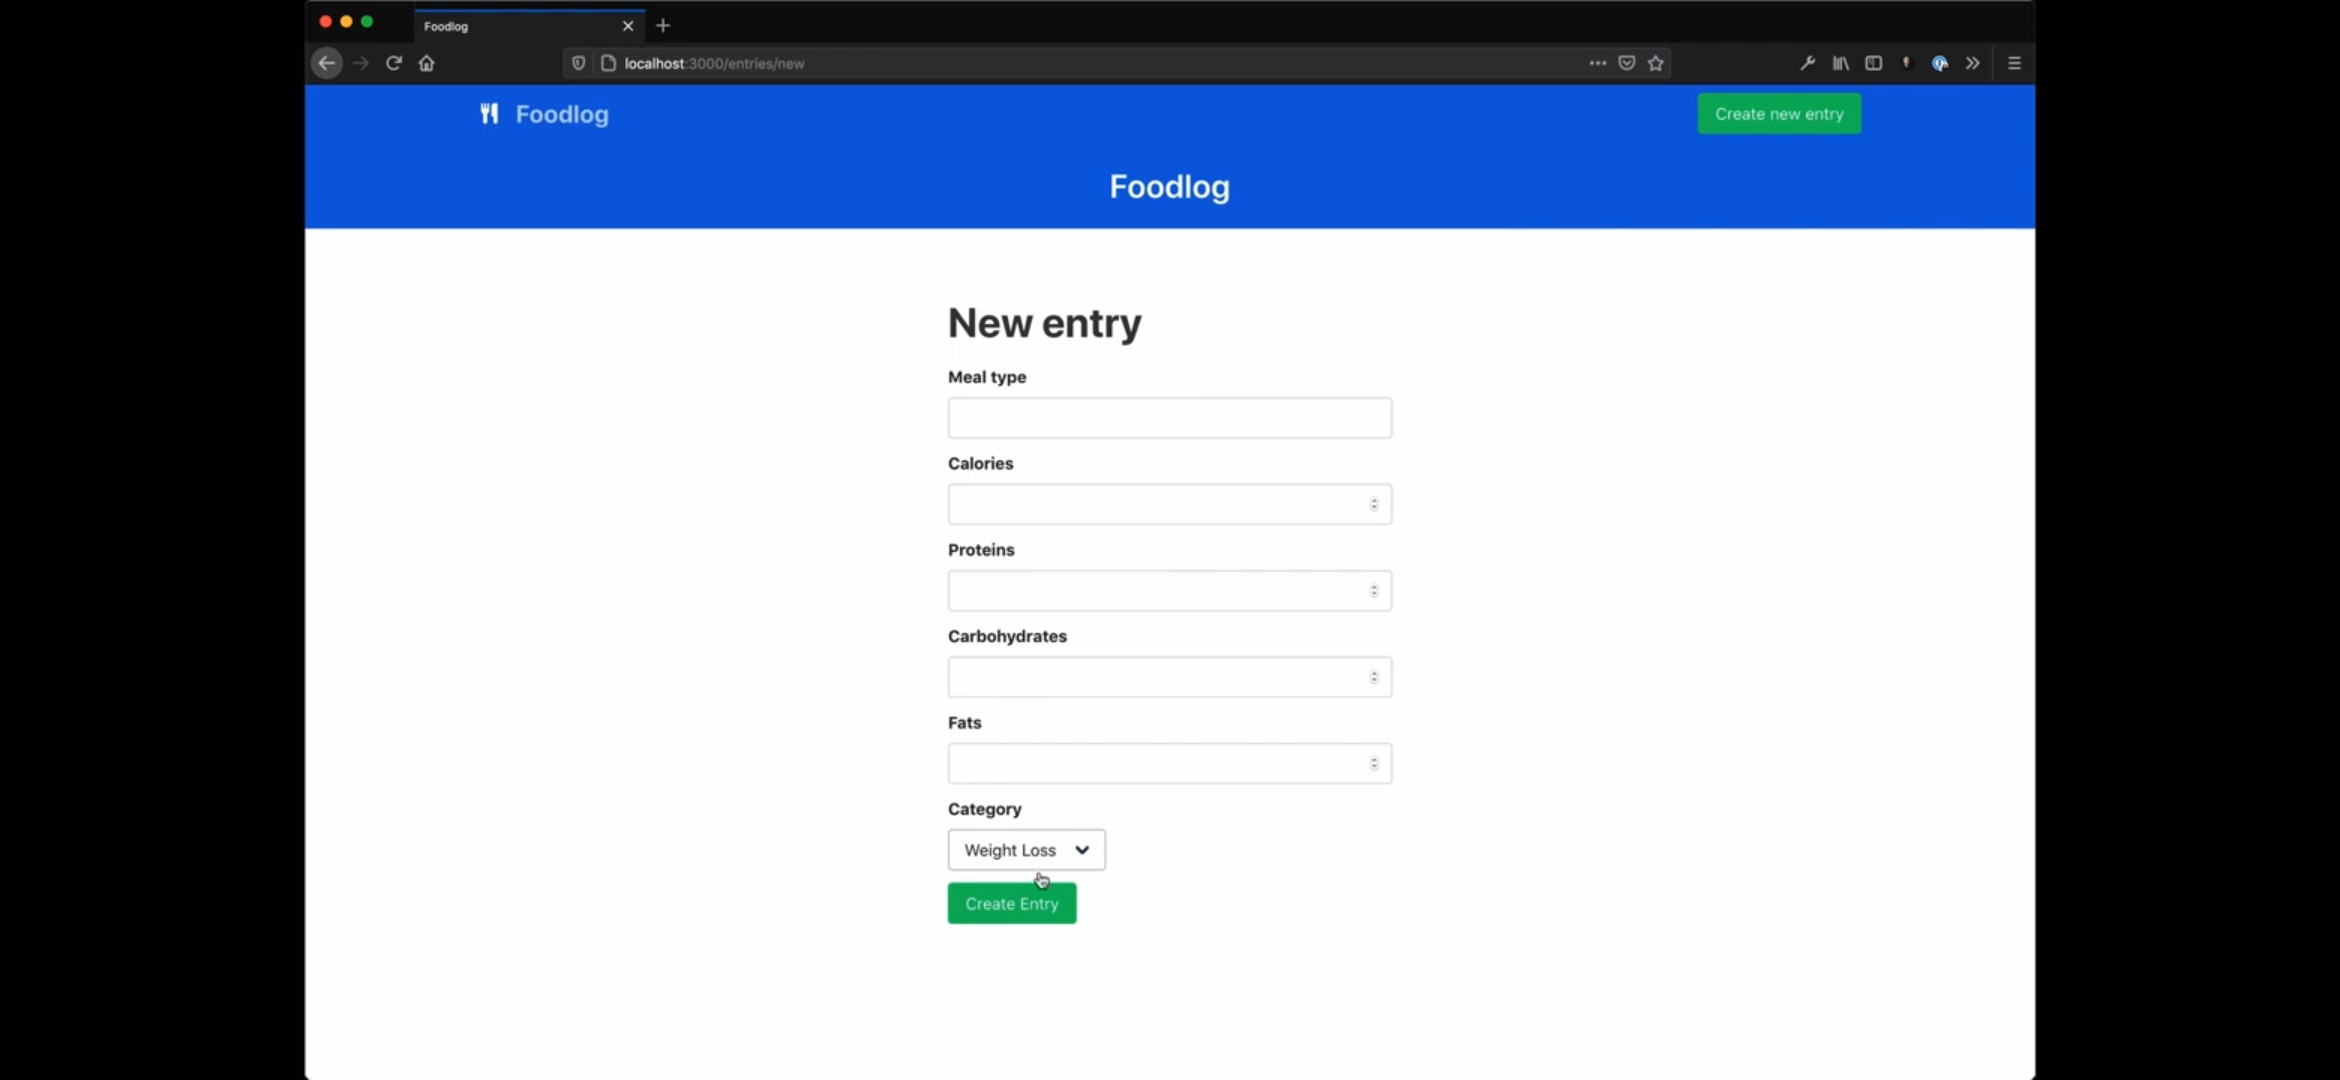 Foodlog
localhost:3000/entries/new
Foodlog
Create new entry
Foodlog
New entry
Meal type
Calories
Proteins
Carbohydrates
Fats
Category
Weight Loss
Create Entry